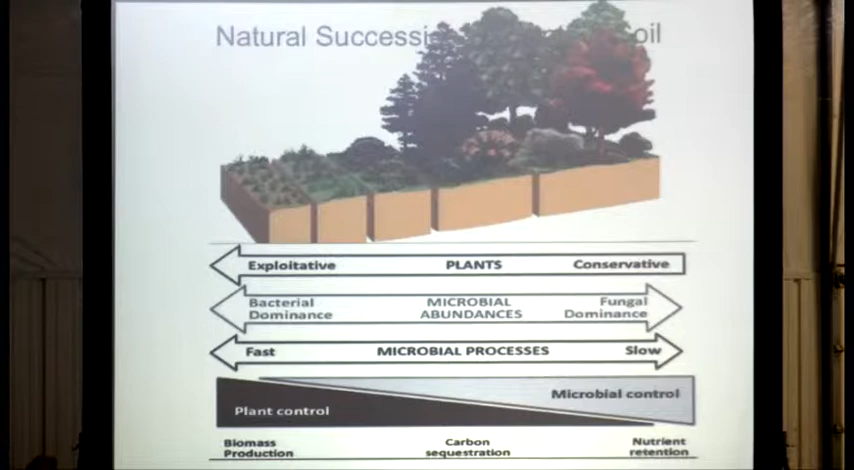 Natural Successi oil
Exploitative PLANTS Conservative
Bacterial Dominance MICROBIAL ABUNDANCES Fungal Dominance
Fast MICROBIAL PROCESSES Slow
Microbial control
Plant control
Biomass Production Carbon sequestration Nutrient retention